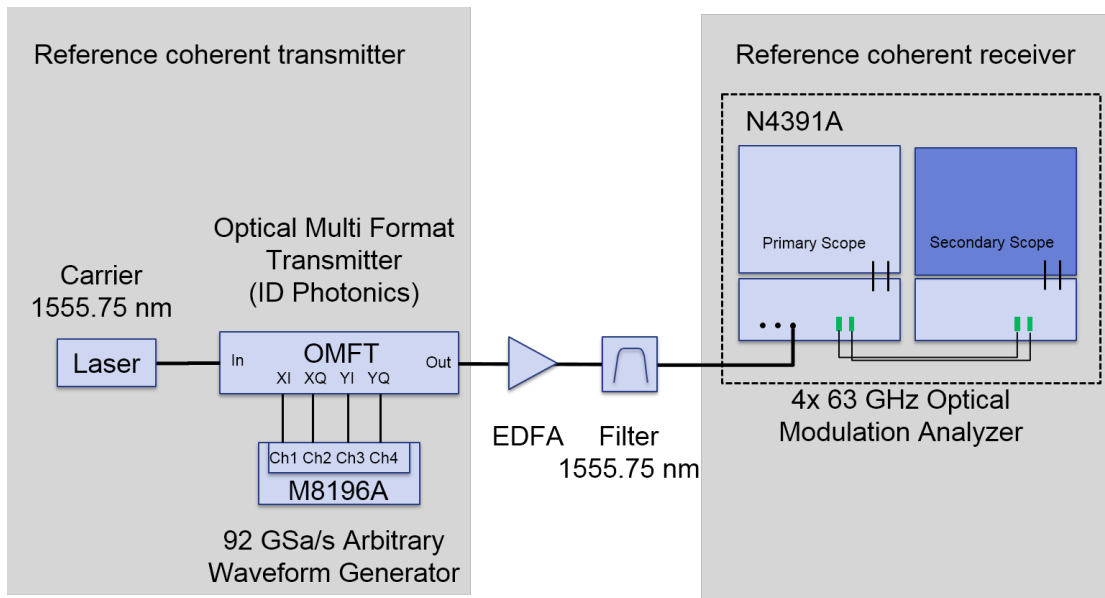 Reference coherent transmitter
Reference coherent receiver
N4391A
Primary Scope
Secondary Scope
Optical Multi Format
Transmitter
(ID Photonics)
Carrier
1555.75 nm
Laser
In
OMFT
Out
XI XQ YI YQ
Ch1 Ch2 Ch3 Ch4
M8196A
92 GSa/s Arbitrary
Waveform Generator
EDFA
Filter
1555.75 nm
4x 63 GHz Optical
Modulation Analyzer